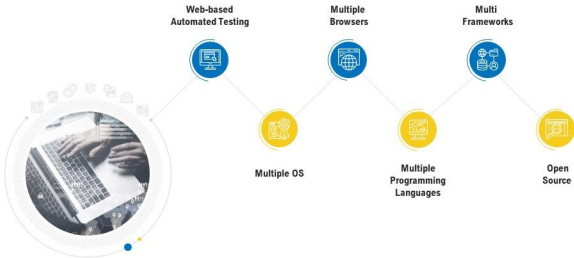 Web-based
Automated Testing
Multiple OS
Multiple
Browsers
Multiple
Programming
Languages
Multi
Frameworks
Open
Source